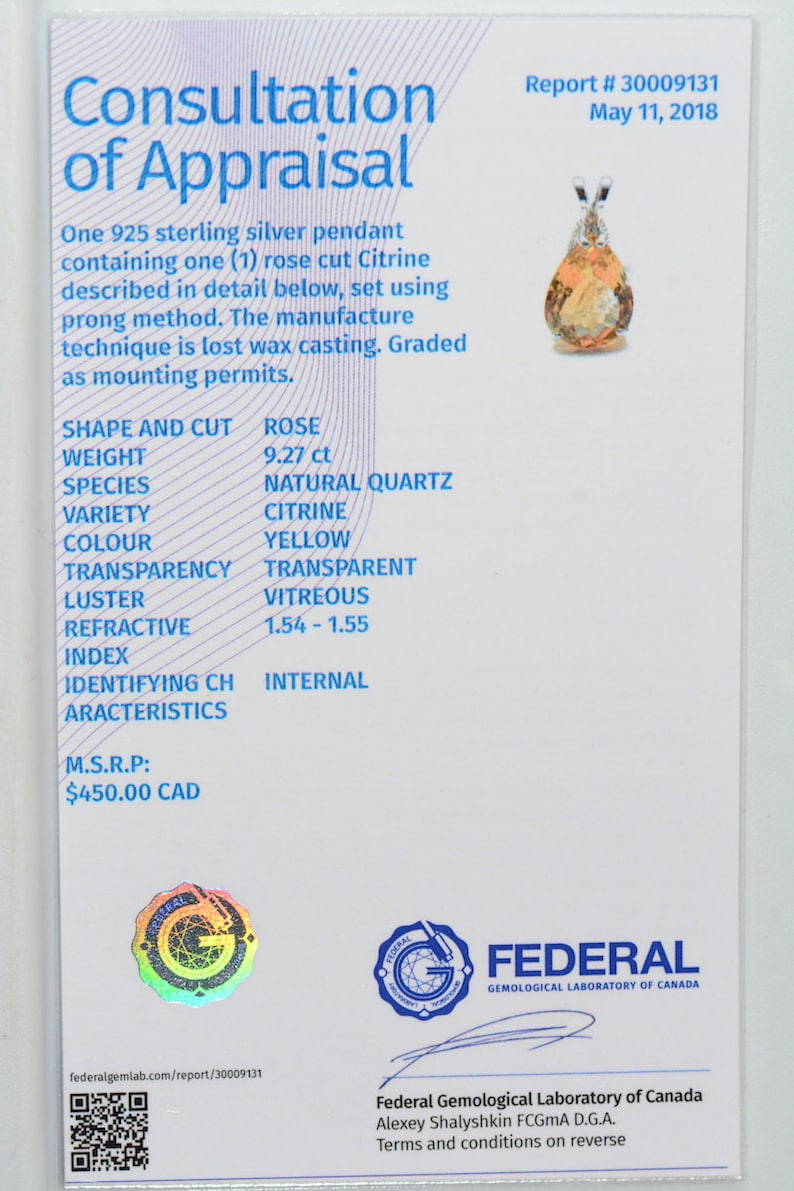 Consultation
of Appraisal
Report # 30009131
May 11, 2018
One 925 sterling silver pendant
containing one (1) rose cut Citrine
described in detail below, set using
prong method. The manufacture
technique is lost wax casting. Graded
as mounting permits.
SHAPE AND CUT ROSE
WEIGHT 9.27 ct
SPECIES NATURAL QUARTZ
VARIETY CITRINE
COLOUR YELLOW
TRANSPARENCY TRANSPARENT
LUSTER VITREOUS
REFRACTIVE 1.54 - 1.55
INDEX
IDENTIFYING CH INTERNAL
ARACTERISTICS
M.S.R.P:
$450.00 CAD
FEDERAL
G
FEDERAL
GEMOLOGICAL
LABORATORY
G
FEDERAL
GEMOLOGICAL LABORATORY OF CANADA
federalgemlab.com/report/30009131
Federal Gemological Laboratory of Canada
Alexey Shalyshkin FCGmA D.G.A.
Terms and conditions on reverse